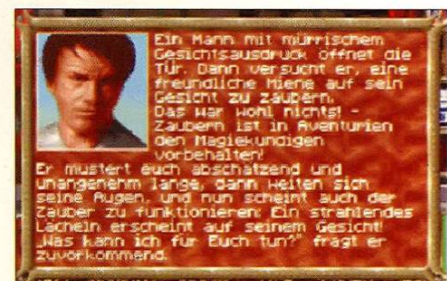 Ein Mann mit mürrischem
Gesichtsausdruck öffnet die
Tür. Dann versucht er, eine
freundliche Miene auf sein
Gesicht zu zaubern.
Das war wohl nichts! -
Zaubern ist in Aventurien
den Magiekundigen
vorbehalten!
Er mustert euch abschätzend und
unangenehm lange, dann weiten sich
seine Augen, und nun scheint auch der
Zauber zu funktionieren: Ein strahlendes
Lächeln erscheint auf seinem Gesicht!
„Was kann ich für Euch tun?" fragt er
zuvorkommend.